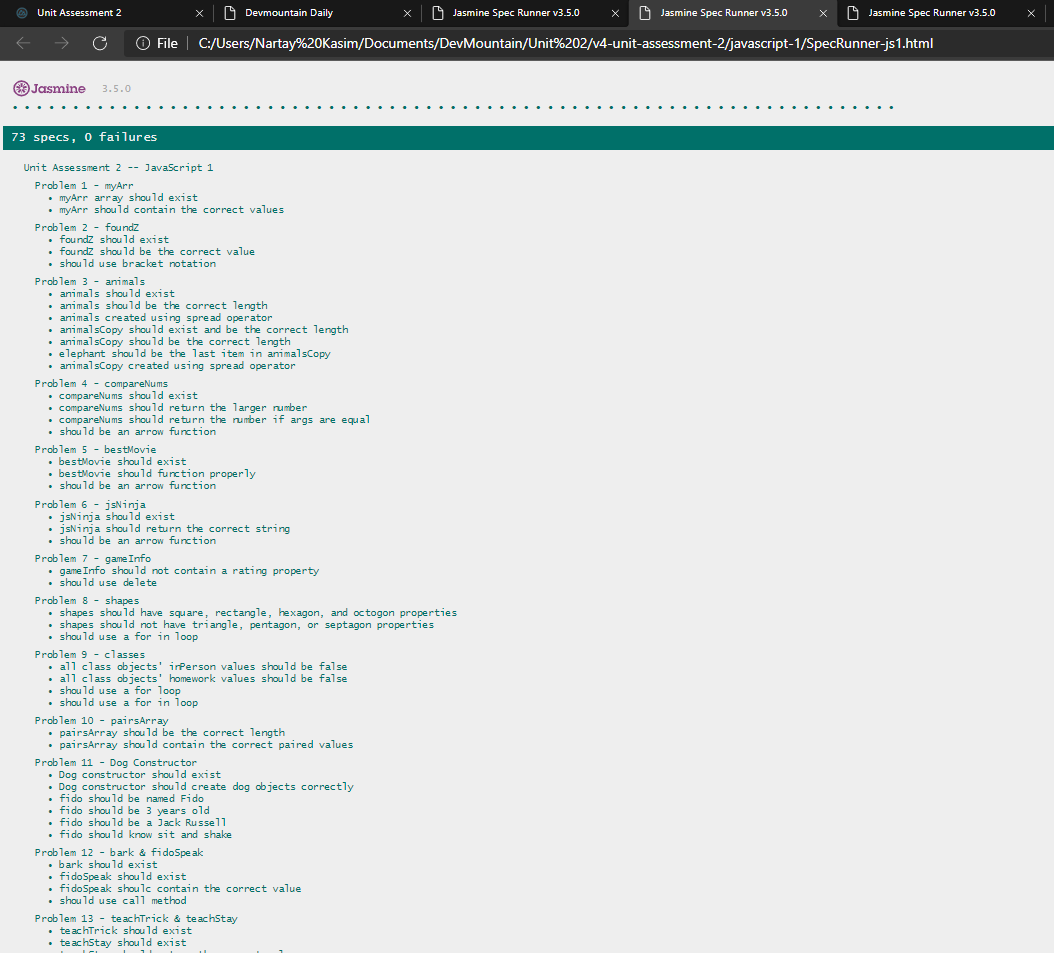 Unit Assessment 2
Devmountain Daily
Jasmine Spec Runner v3.5.0
Jasmine Spec Runner v3.5.0
Jasmine Spec Runner v3.5.0
File
C:/Users/Nartay%20Kasim/Documents/DevMountain/Unit%202/v4-unit-assessment-2/javascript-1/SpecRunner-js1.html
Jasmine 3.5.0
73 specs, 0 failures
Unit Assessment 2 -- JavaScript 1
Problem 1 - myArr
• myArr array should exist
• myArr should contain the correct values
Problem 2 - foundZ
• foundZ should exist
• foundZ should be the correct value
• should use bracket notation
Problem 3 - animals
• animals should exist
• animals should be the correct length
• animals created using spread operator
• animalsCopy should exist and be the correct length
• animalsCopy should be the correct length
• elephant should be the last item in animalsCopy
• animalsCopy created using spread operator
Problem 4 - compareNums
• compareNums should exist
• compareNums should return the larger number
• compareNums should return the number if args are equal
• should be an arrow function
Problem 5 - bestMovie
• bestMovie should exist
• bestMovie should function properly
• should be an arrow function
Problem 6 - jsNinja
• jsNinja should exist
• jsNinja should return the correct string
• should be an arrow function
Problem 7 - gameInfo
• gameInfo should not contain a rating property
• should use delete
Problem 8 - shapes
• shapes should have square, rectangle, hexagon, and octogon properties
• shapes should not have triangle, pentagon, or septagon properties
• should use a for in loop
Problem 9 - classes
• all class objects' inPerson values should be false
• all class objects' homework values should be false
• should use a for loop
• should use a for in loop
Problem 10 - pairsArray
• pairsArray should be the correct length
• pairsArray should contain the correct paired values
Problem 11 - Dog Constructor
• Dog constructor should exist
• Dog constructor should create dog objects correctly
• fido should be named Fido
• fido should be 3 years old
• fido should be a Jack Russell
• fido should know sit and shake
Problem 12 - bark & fidoSpeak
• bark should exist
• fidoSpeak should exist
• fidoSpeak shoulc contain the correct value
• should use call method
Problem 13 - teachTrick & teachStay
• teachTrick should exist
• teachStay should exist